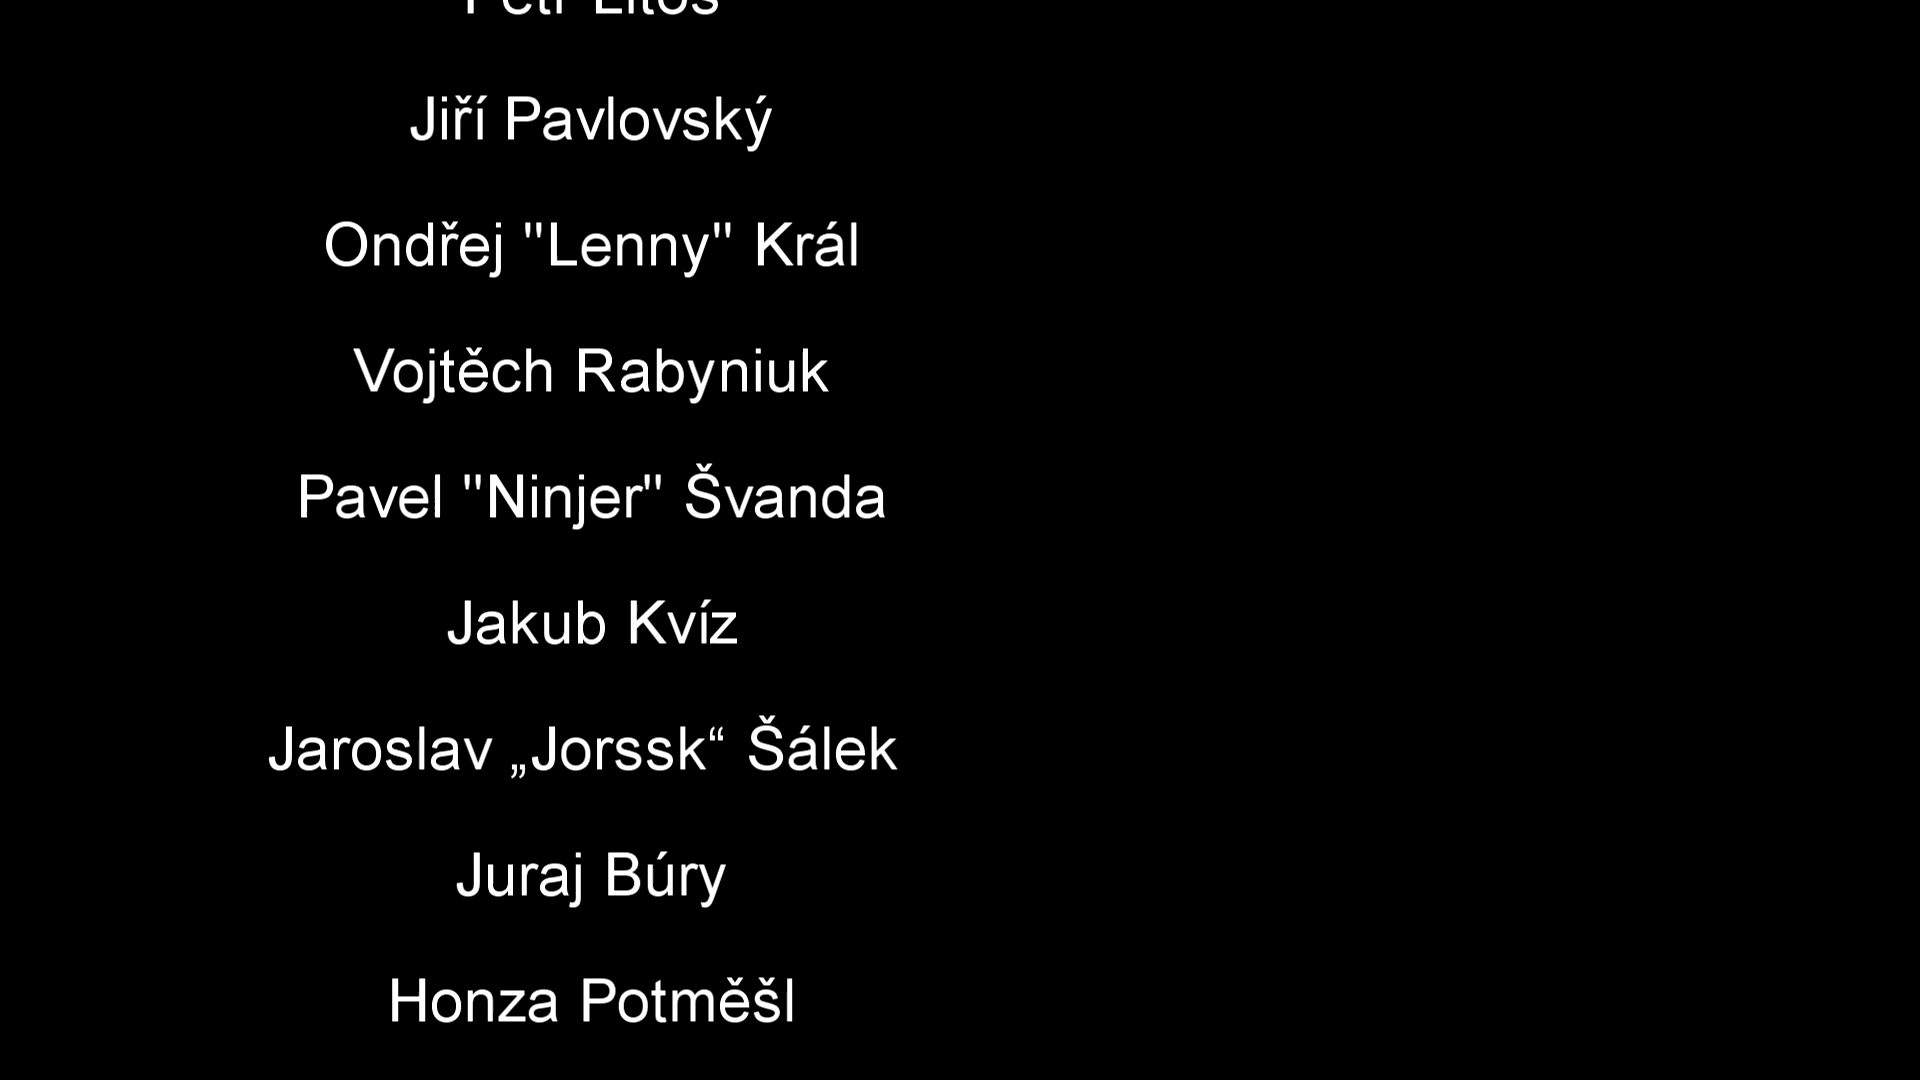 Jiří Pavlovský
Ondřej "Lenny" Král
Vojtěch Rabyniuk
Pavel "Ninjer" Švanda
Jakub Kvíz
Jaroslav „Jorssk“ Šálek
Juraj Búry
Honza Potměšl